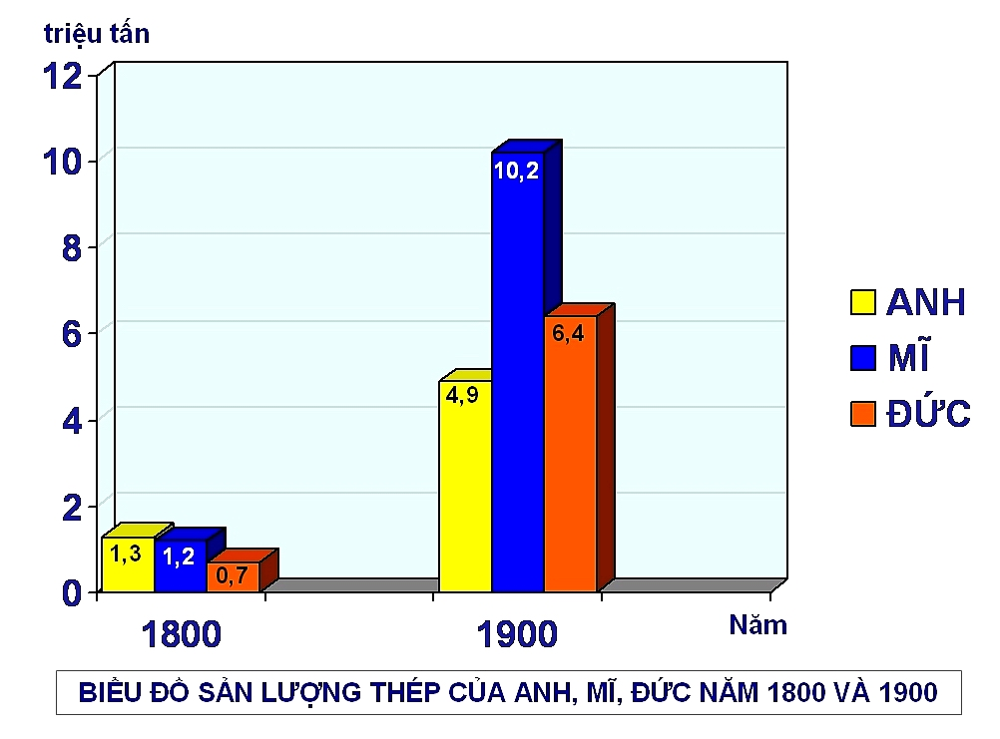 triệu tấn
12
10
8
6
4
2
0
10,2
6,4
4,9
1,3
1,2
0,7
1800
1900
Năm
ANH
MĨ
ĐỨC
BIỂU ĐỒ SẢN LƯỢNG THÉP CỦA ANH, MĨ, ĐỨC NĂM 1800 VÀ 1900